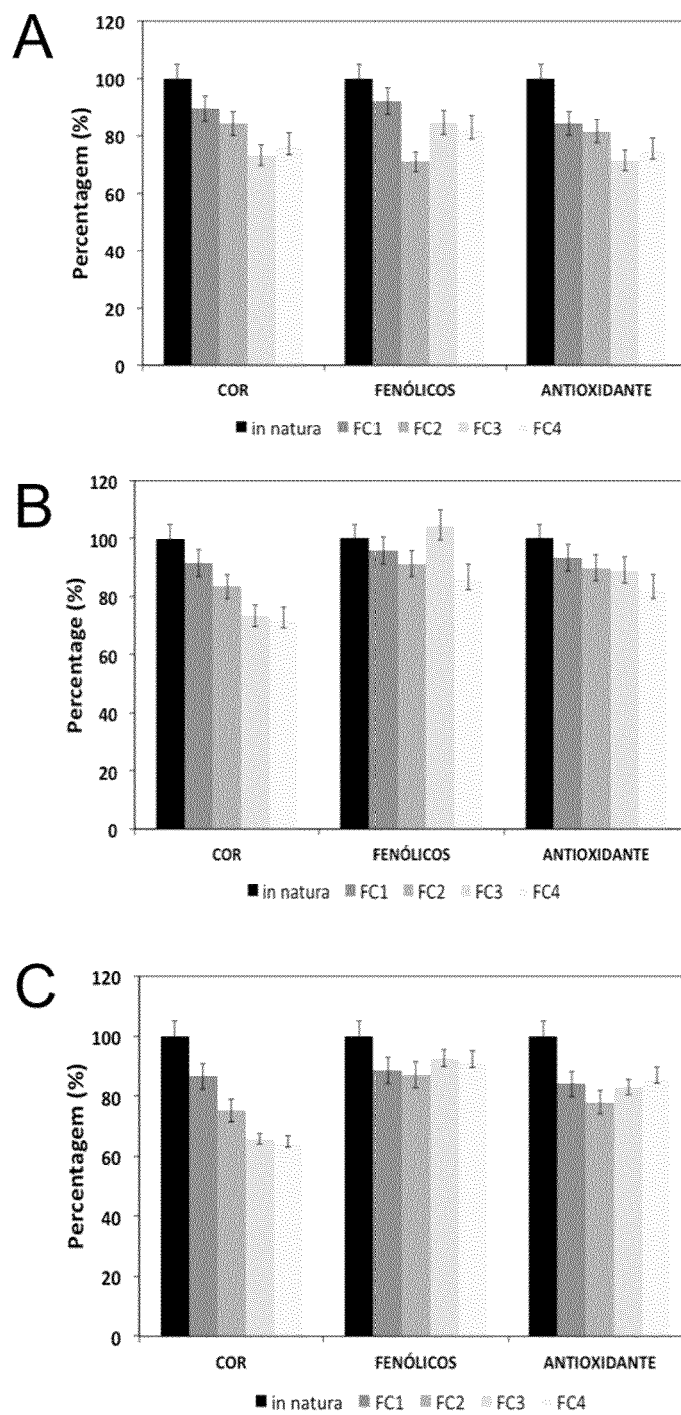 A
Percentagem (%)
120
100
80
60
40
20
0
COR FENÓLICOS ANTIOXIDANTE
in natura FC1 FC2 FC3 FC4
B
Percentage (%)
120
100
80
60
40
20
0
COR FENÓLICOS ANTIOXIDANTE
in natura FC1 FC2 FC3 FC4
C
Percentagem (%)
120
100
80
60
40
20
0
COR FENÓLICOS ANTIOXIDANTE
in natura FC1 FC2 FC3 FC4